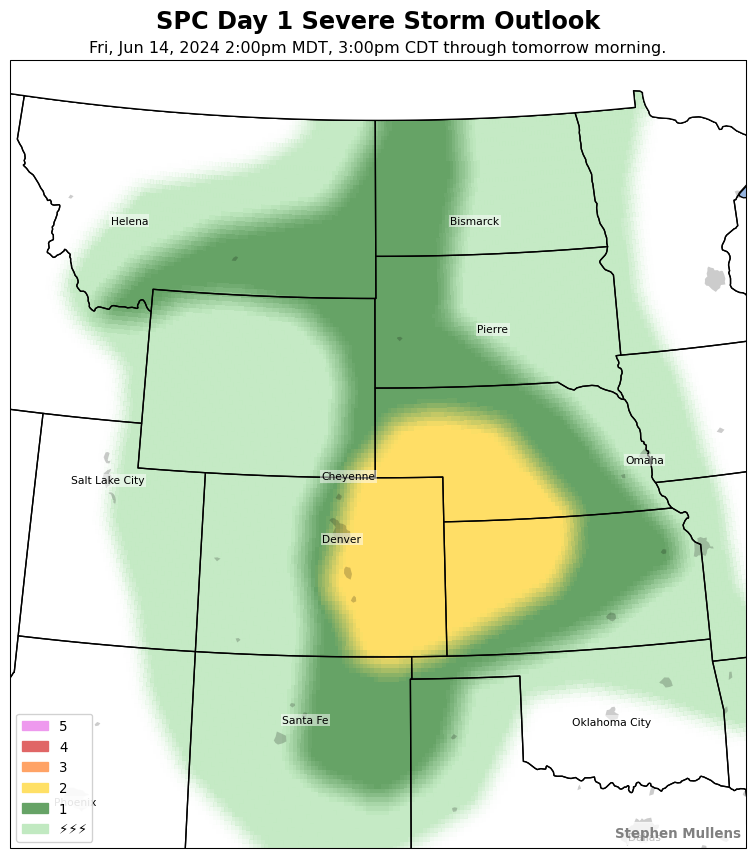 SPC Day 1 Severe Storm Outlook
Fri, Jun 14, 2024 2:00pm MDT, 3:00pm CDT through tomorrow morning.
Helena
Bismarck
Pierre
Omaha
Salt Lake City
Cheyenne
Denver
Santa Fe
Oklahoma City
5
4
3
2
1
⚡⚡⚡
Phoenix
Stephen Mullens
Dallas